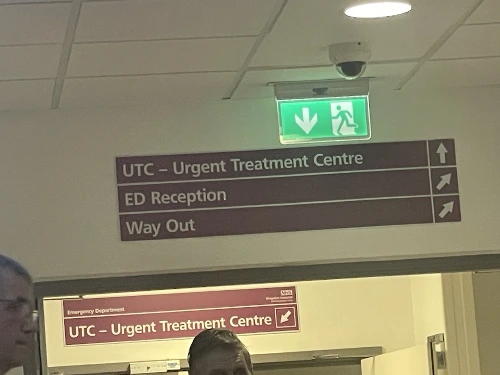 UTC – Urgent Treatment Centre
ED Reception
Way Out
Emergency Department
NHS
UTC – Urgent Treatment Centre